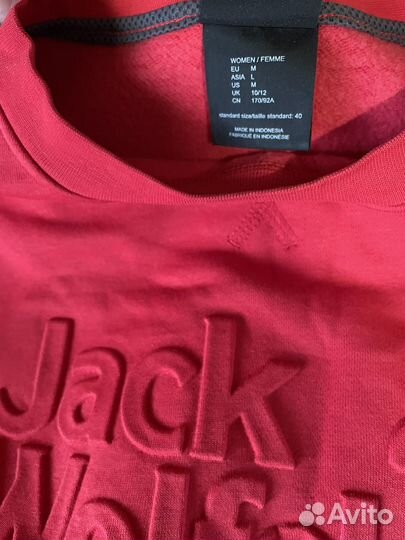 WOMEN / FEMME
EU M
ASIA L
US M
UK 10/12
CN 170/92A
standard size/taille standard: 40
MADE IN INDONESIA
FABRIQUÉ EN INDONÉSIE
Jack
Avito